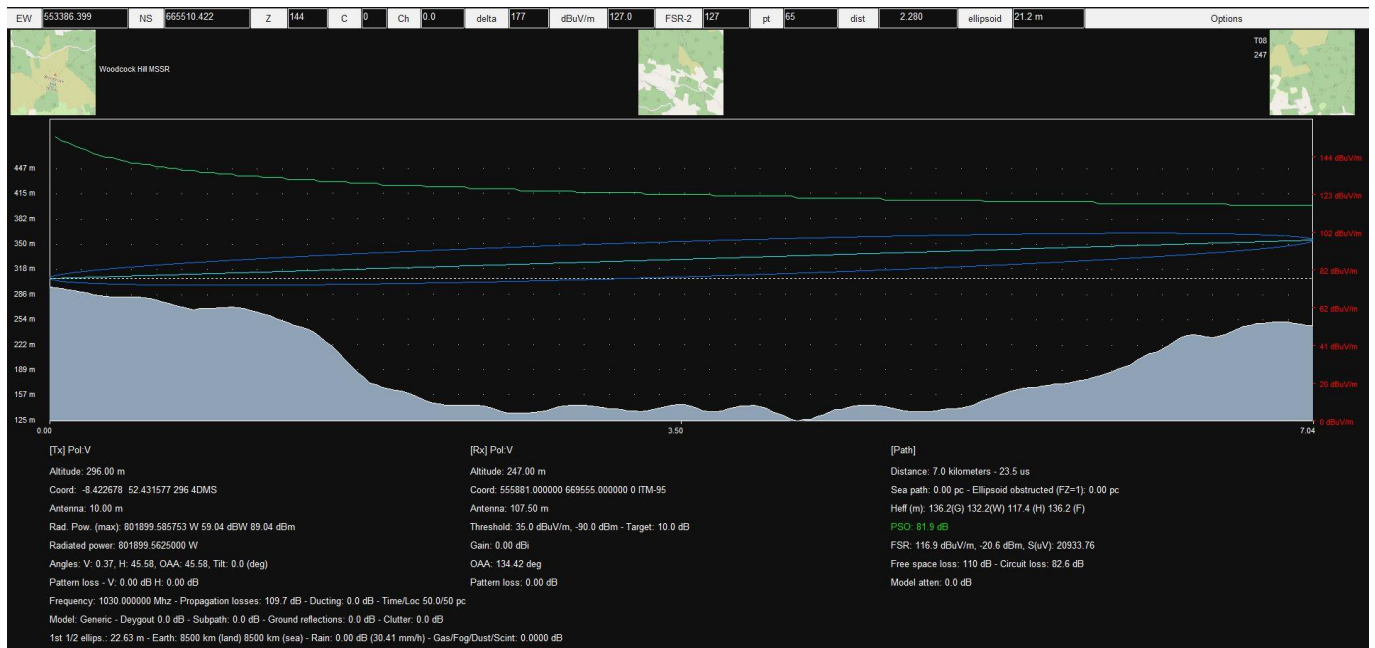 EW 553386.399 NS 665510.422 Z 144 C 0 Ch 0.0 delta 177 dBuV/m 127.0 FSR-2 127 pt 65 dist 2.280 ellipsoid 21.2 m Options
Woodcock Hill MSSR
T08
247
447 m
415 m
382 m
350 m
318 m
286 m
254 m
222 m
189 m
157 m
125 m
144 dBuV/m
123 dBuV/m
102 dBuV/m
82 dBuV/m
62 dBuV/m
41 dBuV/m
20 dBuV/m
0 dBuV/m
0.00 3.50 7.04
[Tx] Pol:V
Altitude: 296.00 m
Coord: -8.422678 52.431577 296 4DMS
Antenna: 10.00 m
Rad. Pow. (max): 801899.585753 W 59.04 dBW 89.04 dBm
Radiated power: 801899.5625000 W
Angles: V: 0.37, H: 45.58, OAA: 45.58, Tilt: 0.0 (deg)
Pattern loss - V: 0.00 dB H: 0.00 dB
Frequency: 1030.000000 Mhz - Propagation losses: 109.7 dB - Ducting: 0.0 dB - Time/Loc 50.0/50 pc
Model: Generic - Deygout 0.0 dB - Subpath: 0.0 dB - Ground reflections: 0.0 dB - Clutter: 0.0 dB
1st 1/2 ellips.: 22.63 m - Earth: 8500 km (land) 8500 km (sea) - Rain: 0.00 dB (30.41 mm/h) - Gas/Fog/Dust/Scint: 0.0000 dB
[Rx] Pol:V
Altitude: 247.00 m
Coord: 555881.000000 669555.000000 0 ITM-95
Antenna: 107.50 m
Threshold: 35.0 dBuV/m, -90.0 dBm - Target: 10.0 dB
Gain: 0.00 dBi
OAA: 134.42 deg
Pattern loss: 0.00 dB
[Path]
Distance: 7.0 kilometers - 23.5 us
Sea path: 0.00 pc - Ellipsoid obstructed (FZ=1): 0.00 pc
Heff (m): 136.2(G) 132.2(W) 117.4 (H) 136.2 (F)
PSO: 81.9 dB
FSR: 116.9 dBuV/m, -20.6 dBm, S(uV): 20933.76
Free space loss: 110 dB - Circuit loss: 82.6 dB
Model atten: 0.0 dB